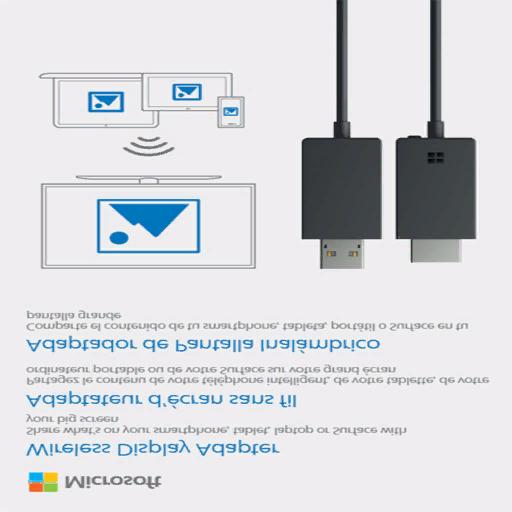 Microsoft
Wireless Display Adapter
Share what's on your smartphone, tablet, laptop or Surface with
your big screen
Adaptateur d'écran sans fil
Partagez le contenu de votre téléphone intelligent, de votre tablette, de votre
ordinateur portable ou de votre Surface sur votre grand écran
Adaptador de Pantalla Inalámbrico
Comparte el contenido de tu smartphone, tableta, portátil o Surface en tu
pantalla grande